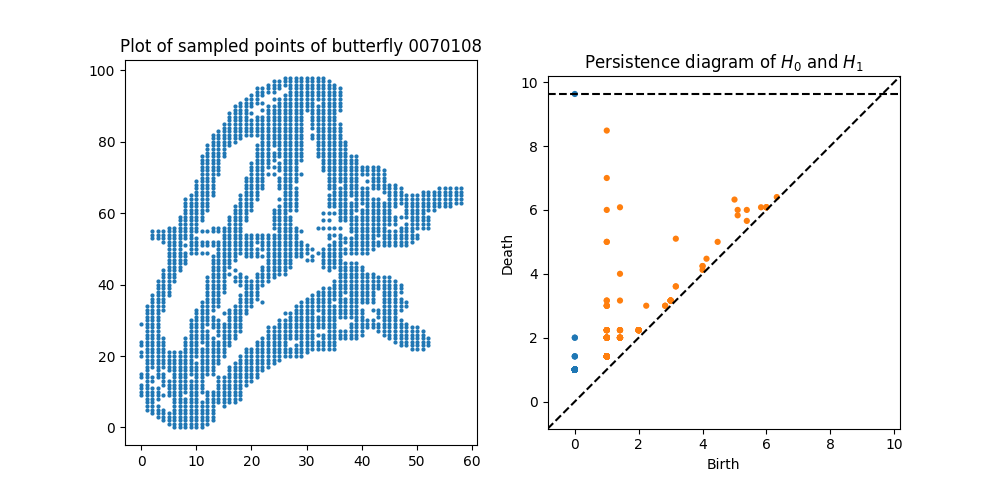 Plot of sampled points of butterfly 0070108
100
80
60
40
20
0
0 10 20 30 40 50 60
Persistence diagram of H₀ and H₁
10
8
6
4
2
0
Death
0 2 4 6 8 10
Birth